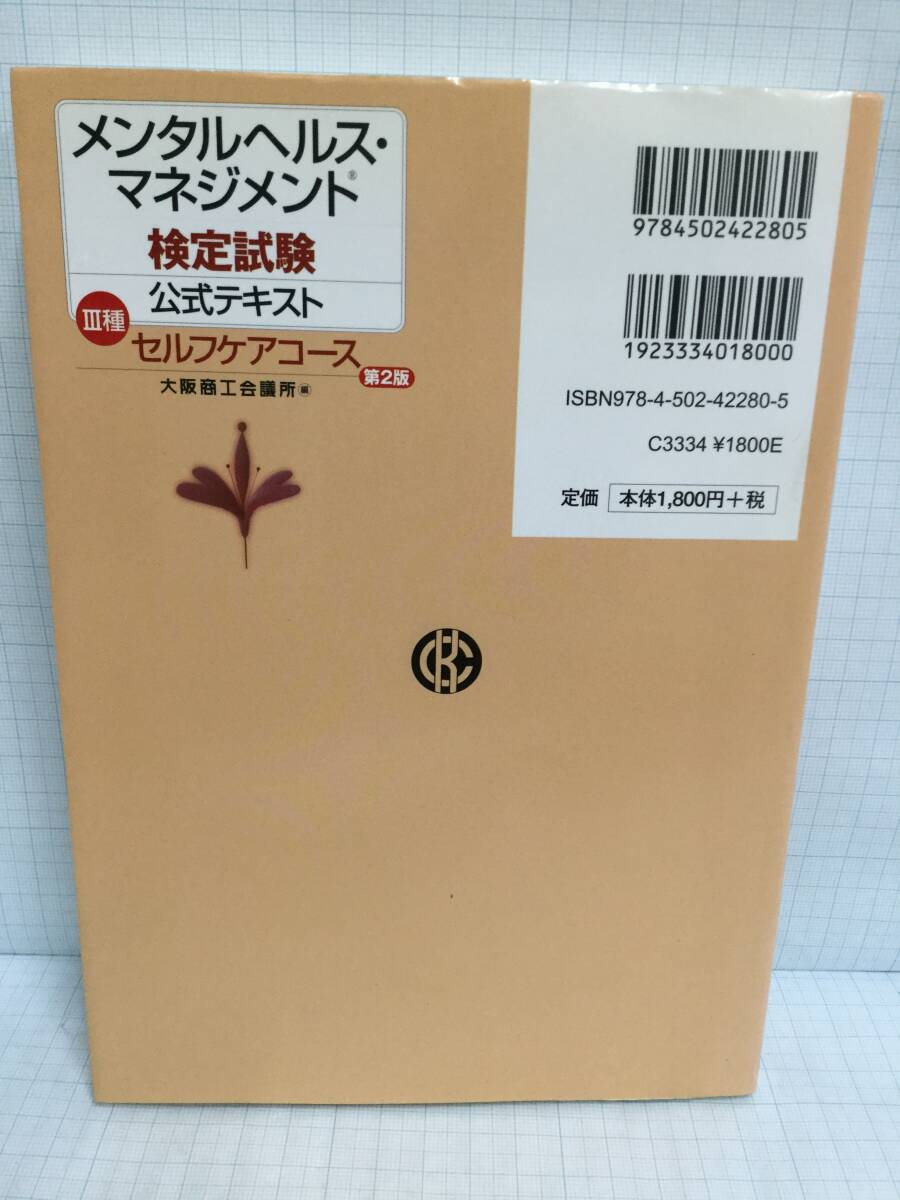 メンタルヘルス・
マネジメント®
検定試験
公式テキスト
Ⅲ種
セルフケアコース
第2版
大阪商工会議所 編
9784502422805
1923334018000
ISBN978-4-502-42280-5
C3334 ¥1800E
定価 本体1,800円+税